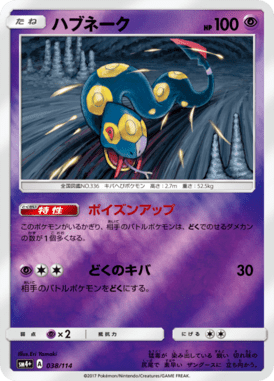 たね
ハブネーク
HP 100
全国図鑑NO.336 キバへびポケモン 高さ:2.7m 重さ:52.5kg
特性 ポイズンアップ
このポケモンがいるかぎり、相手のバトルポケモンは、どくでのせるダメカン
の数が1個多くなる。
どくのキバ 30
相手のバトルポケモンをどくにする。
弱点 ×2 抵抗力 にげる
SM4+ A 038/114
Illus. Yumeki
©2017 Pokémon/Nintendo/Creatures/GAME FREAK.